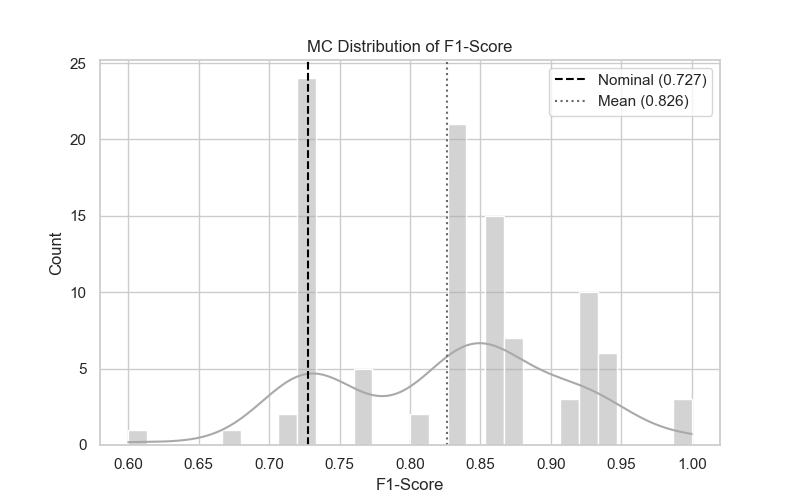 MC Distribution of F1-Score
Nominal (0.727)
Mean (0.826)
Count
25
20
15
10
5
0
0.60 0.65 0.70 0.75 0.80 0.85 0.90 0.95 1.00
F1-Score